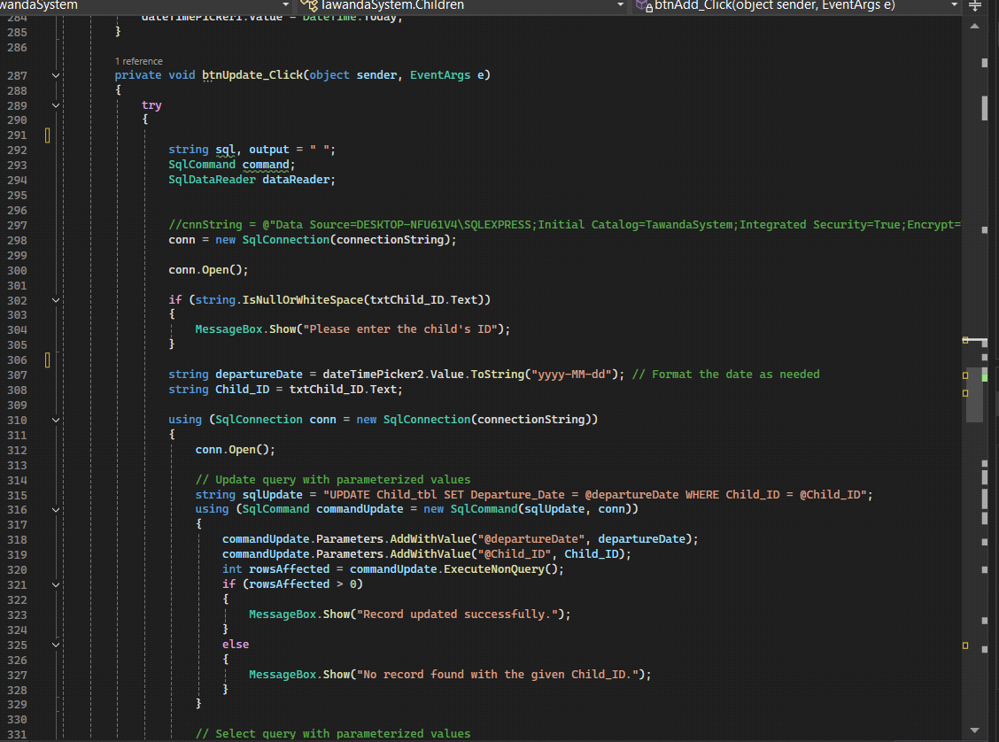 wandaSystem TawandaSystem.Children btnAdd_Click(object sender, EventArgs e)
284 dateTimePicker1.Value = DateTime.Today;
285 }
286
1 reference
287 private void btnUpdate_Click(object sender, EventArgs e)
288 {
289 try
290 {
291
292 string sql, output = " ";
293 SqlCommand command;
294 SqlDataReader dataReader;
295
296
297 //cnnString = @"Data Source=DESKTOP-NFU61V4\SQLEXPRESS;Initial Catalog=TawandaSystem;Integrated Security=True;Encrypt=
298 conn = new SqlConnection(connectionString);
299
300 conn.Open();
301
302 if (string.IsNullOrWhiteSpace(txtChild_ID.Text))
303 {
304 MessageBox.Show("Please enter the child's ID");
305 }
306
307 string departureDate = dateTimePicker2.Value.ToString("yyyy-MM-dd"); // Format the date as needed
308 string Child_ID = txtChild_ID.Text;
309
310 using (SqlConnection conn = new SqlConnection(connectionString))
311 {
312 conn.Open();
313
314 // Update query with parameterized values
315 string sqlUpdate = "UPDATE Child_tbl SET Departure_Date = @departureDate WHERE Child_ID = @Child_ID";
316 using (SqlCommand commandUpdate = new SqlCommand(sqlUpdate, conn))
317 {
318 commandUpdate.Parameters.AddWithValue("@departureDate", departureDate);
319 commandUpdate.Parameters.AddWithValue("@Child_ID", Child_ID);
320 int rowsAffected = commandUpdate.ExecuteNonQuery();
321 if (rowsAffected > 0)
322 {
323 MessageBox.Show("Record updated successfully.");
324 }
325 else
326 {
327 MessageBox.Show("No record found with the given Child_ID.");
328 }
329 }
330
331 // Select query with parameterized values